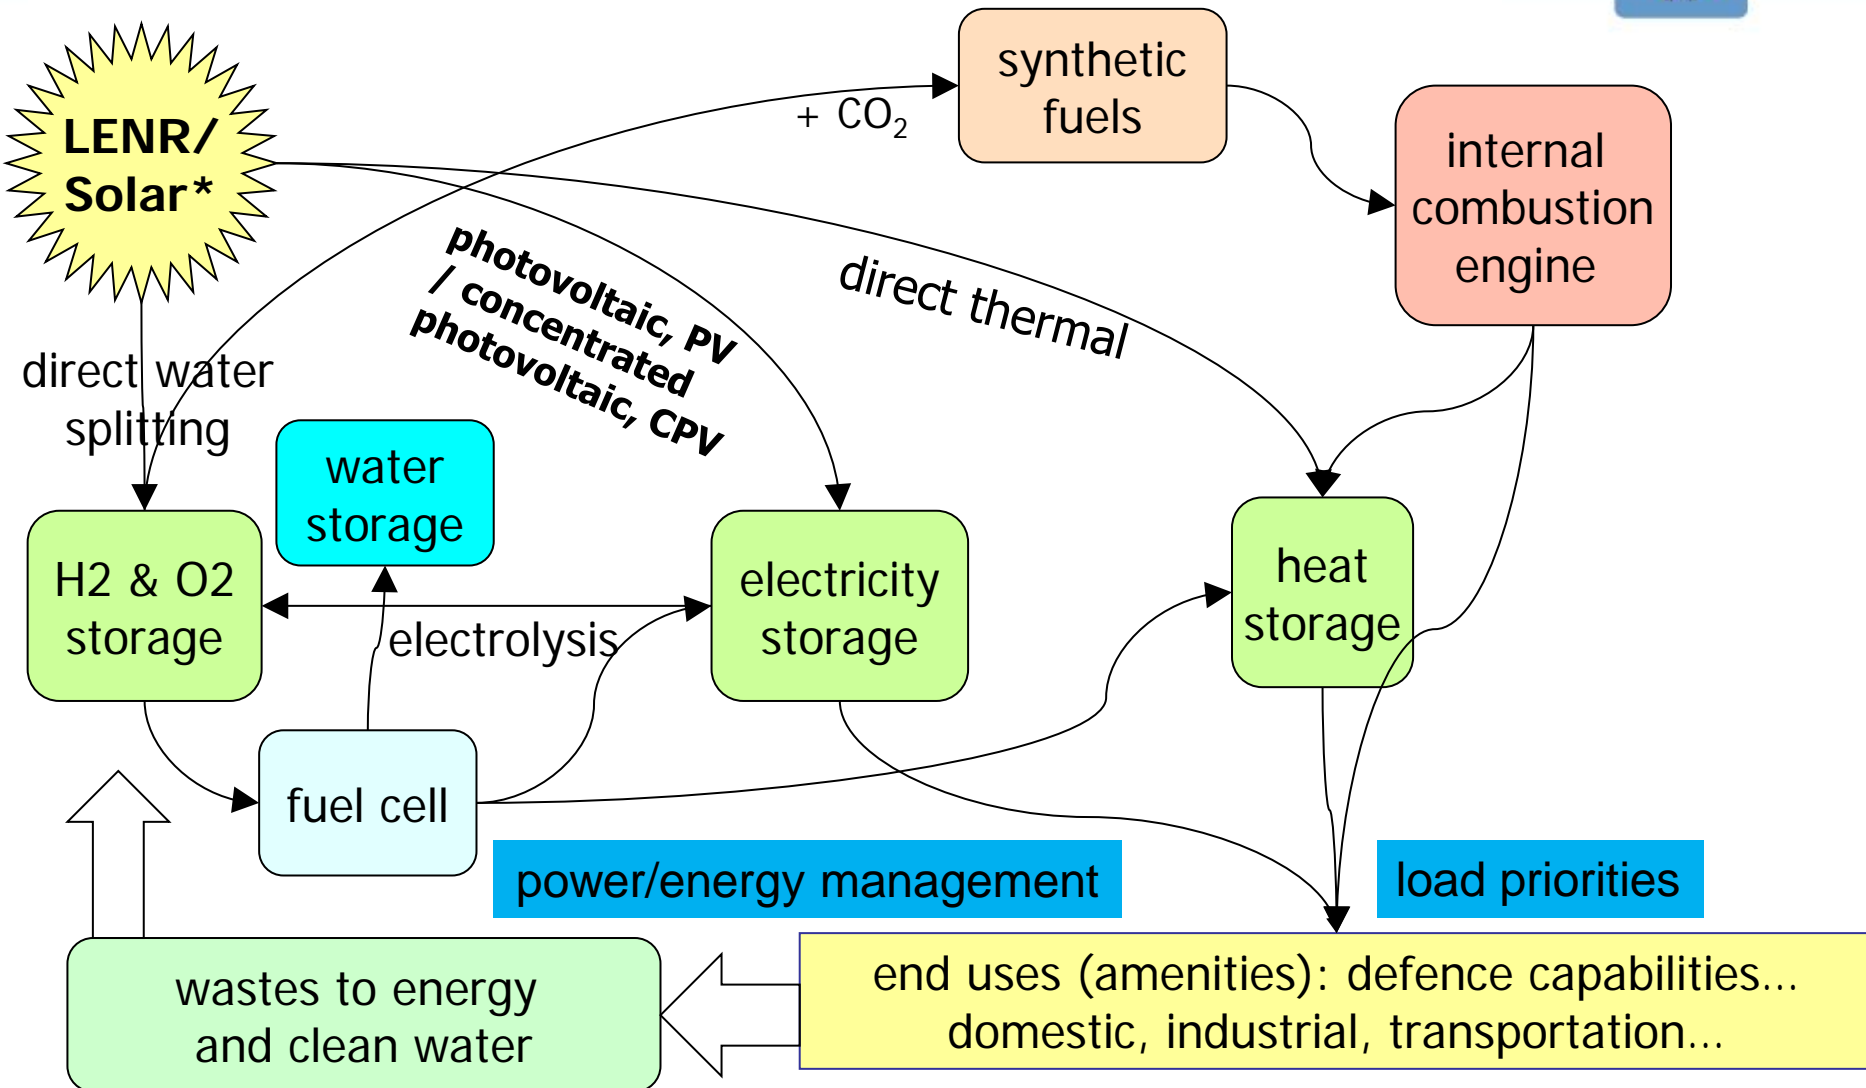 LENR/
Solar*
+ CO₂
synthetic
fuels
internal
combustion
engine
photovoltaic, PV
/ concentrated
photovoltaic, CPV
direct thermal
direct water
splitting
water
storage
H2 & O2
storage
electrolysis
electricity
storage
heat
storage
fuel cell
power/energy management
load priorities
wastes to energy
and clean water
end uses (amenities): defence capabilities...
domestic, industrial, transportation...